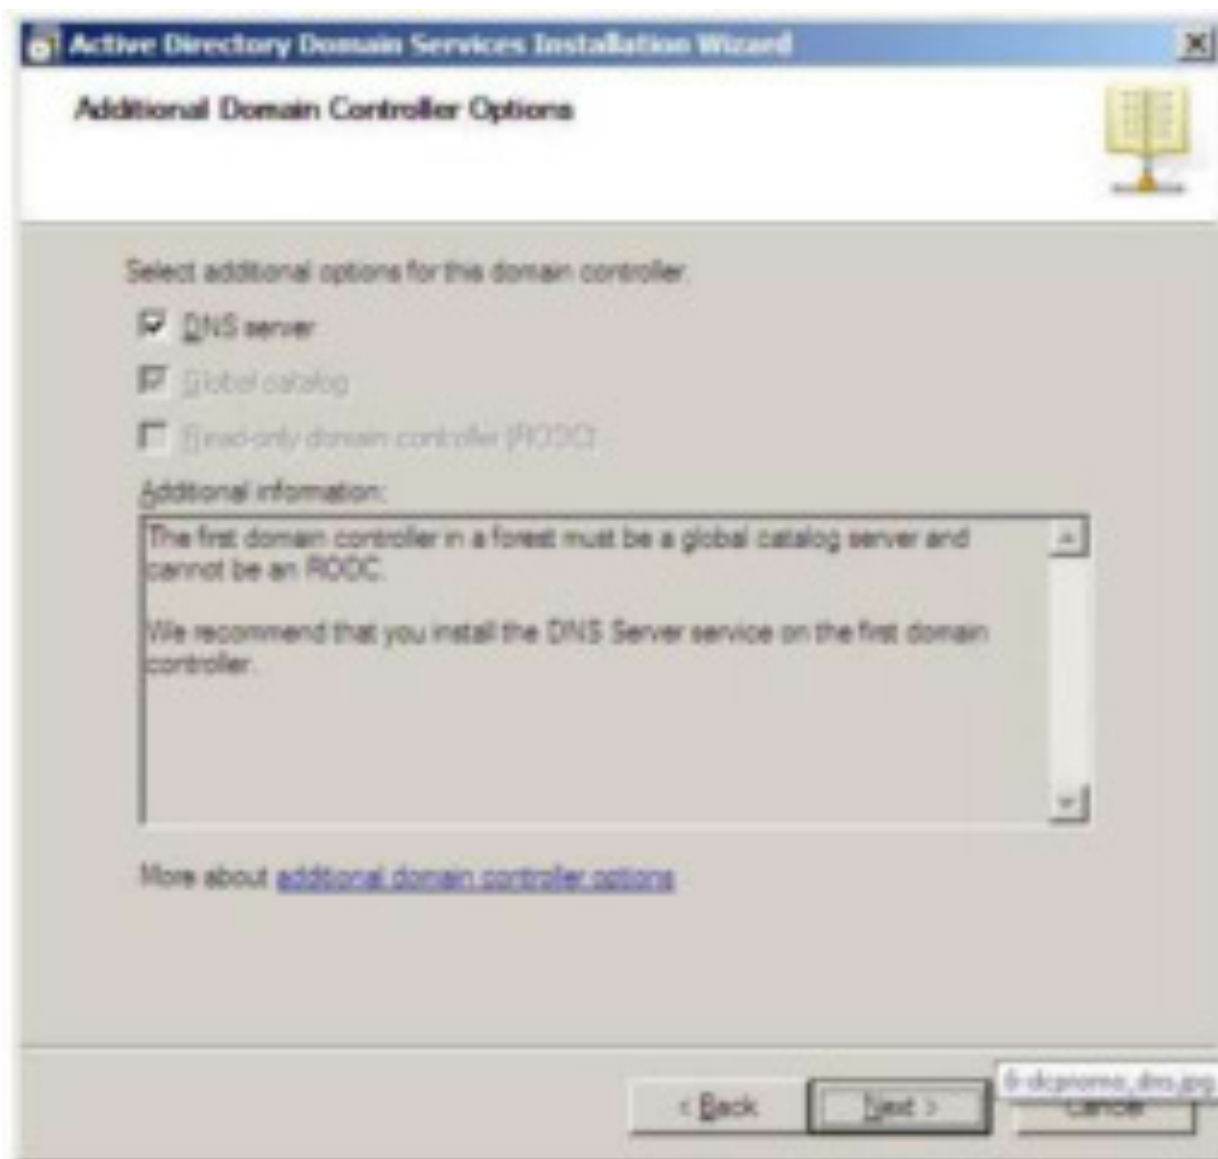 Active Directory Domain Services Installation Wizard
Additional Domain Controller Options
Select additional options for this domain controller.
DNS server
Global catalog
Read-only domain controller (RODC)
Additional information:
The first domain controller in a forest must be a global catalog server and
cannot be an RODC.
We recommend that you install the DNS Server service on the first domain
controller.
More about additional domain controller options
< Back
Next >
Cancel
6-dcpromo_dns.jpg